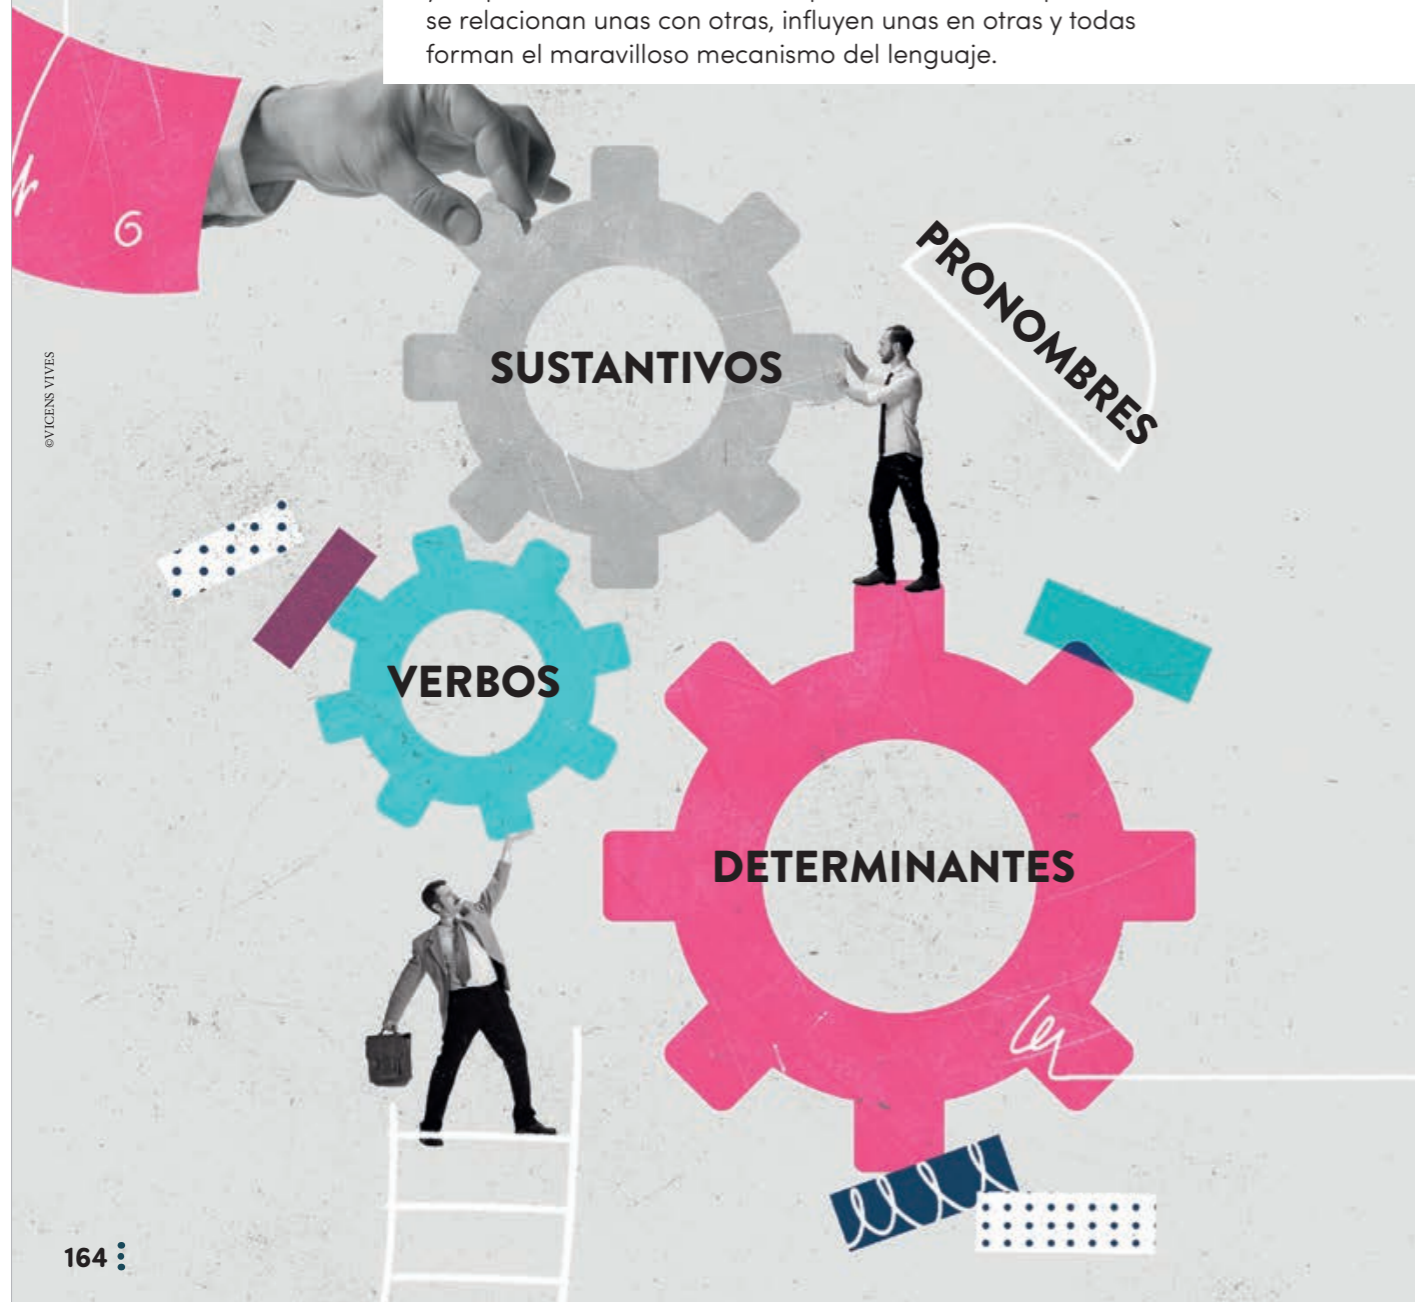 se relacionan unas con otras, influyen unas en otras y todas
forman el maravilloso mecanismo del lenguaje.
6
PRONOMBRES
SUSTANTIVOS
©VICENS VIVES
VERBOS
DETERMINANTES
164